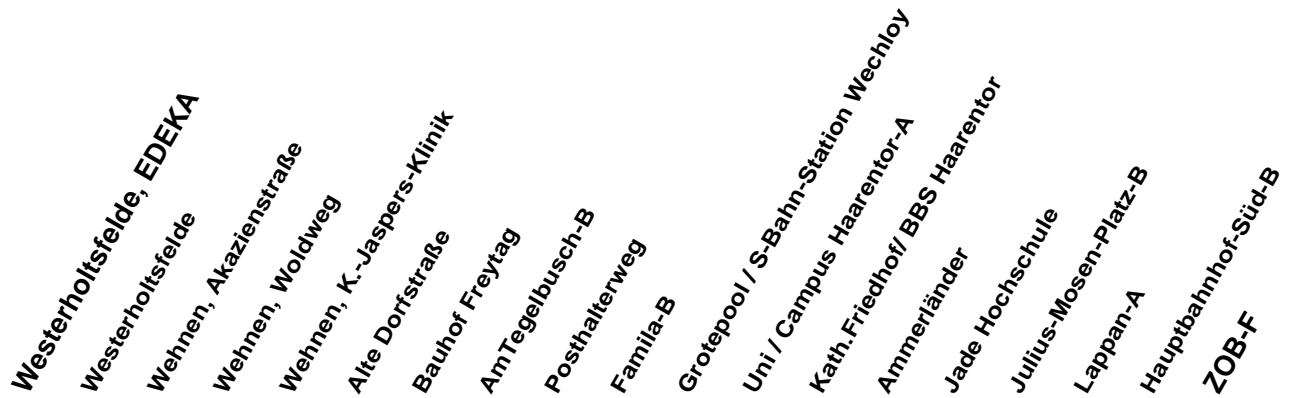 Westerholtsfelde, EDEKA
Westerholtsfelde
Wehnen, Akazienstraße
Wehnen, Woldweg
Wehnen, K.-Jaspers-Klinik
Alte Dorfstraße
Bauhof Freytag
AmTegelbusch-B
Posthalterweg
Famila-B
Grotepool / S-Bahn-Station Wechloy
Uni / Campus Haarentor-A
Kath.Friedhof/ BBS Haarentor
Ammerländer
Jade Hochschule
Julius-Mosen-Platz-B
Lappan-A
Hauptbahnhof-Süd-B
ZOB-F